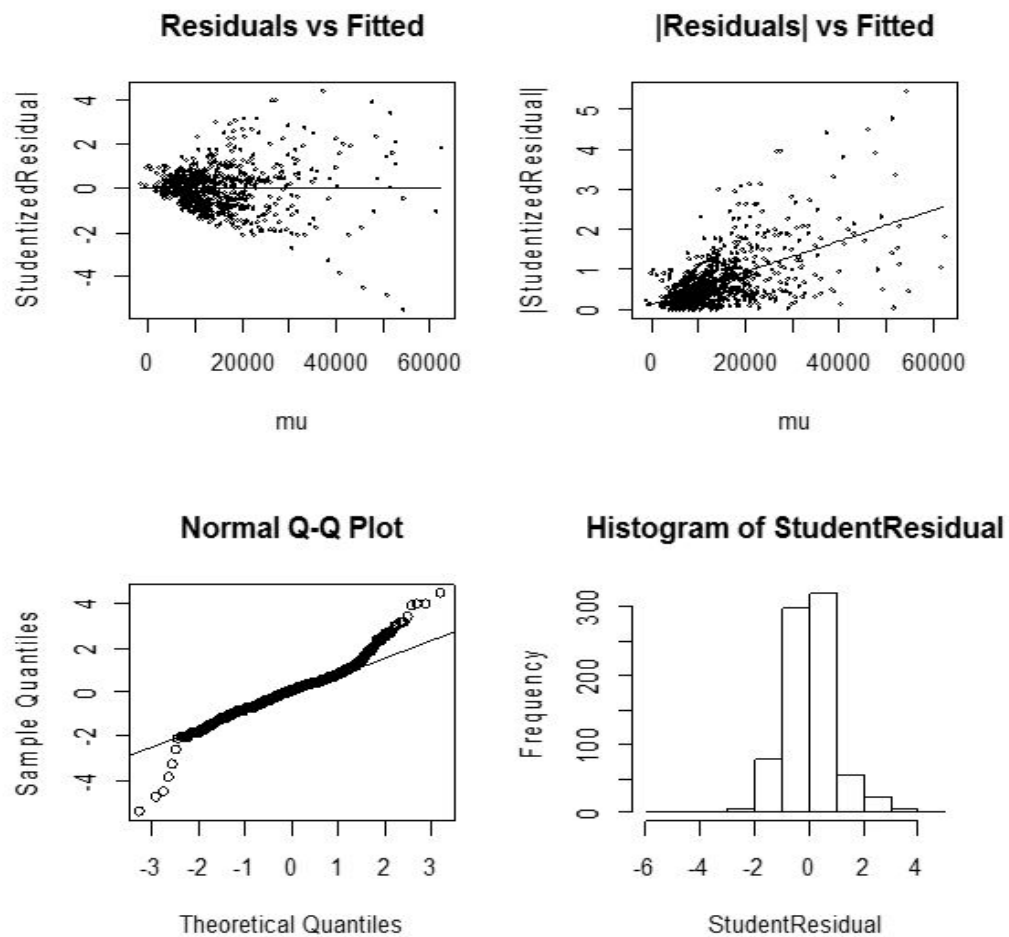 Residuals vs Fitted
StudentizedResidual
4
2
0
-2
-4
0 20000 40000 60000
mu
|Residuals| vs Fitted
|StudentizedResidual|
5
4
3
2
1
0
0 20000 40000 60000
mu
Normal Q-Q Plot
Sample Quantiles
4
2
0
-2
-4
-3 -2 -1 0 1 2 3
Theoretical Quantiles
Histogram of StudentResidual
Frequency
300
200
100
0
-6 -4 -2 0 2 4
StudentResidual